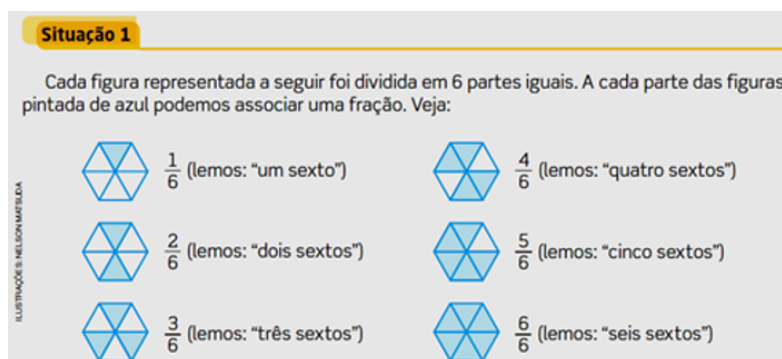 Situação 1
Cada figura representada a seguir foi dividida em 6 partes iguais. A cada parte das figuras
pintada de azul podemos associar uma fração. Veja:
1/6 (lemos: “um sexto”)
4/6 (lemos: “quatro sextos”)
2/6 (lemos: “dois sextos”)
5/6 (lemos: “cinco sextos”)
3/6 (lemos: “três sextos”)
6/6 (lemos: “seis sextos”)
ILUSTRAÇÕES: NELSON MATSUDA